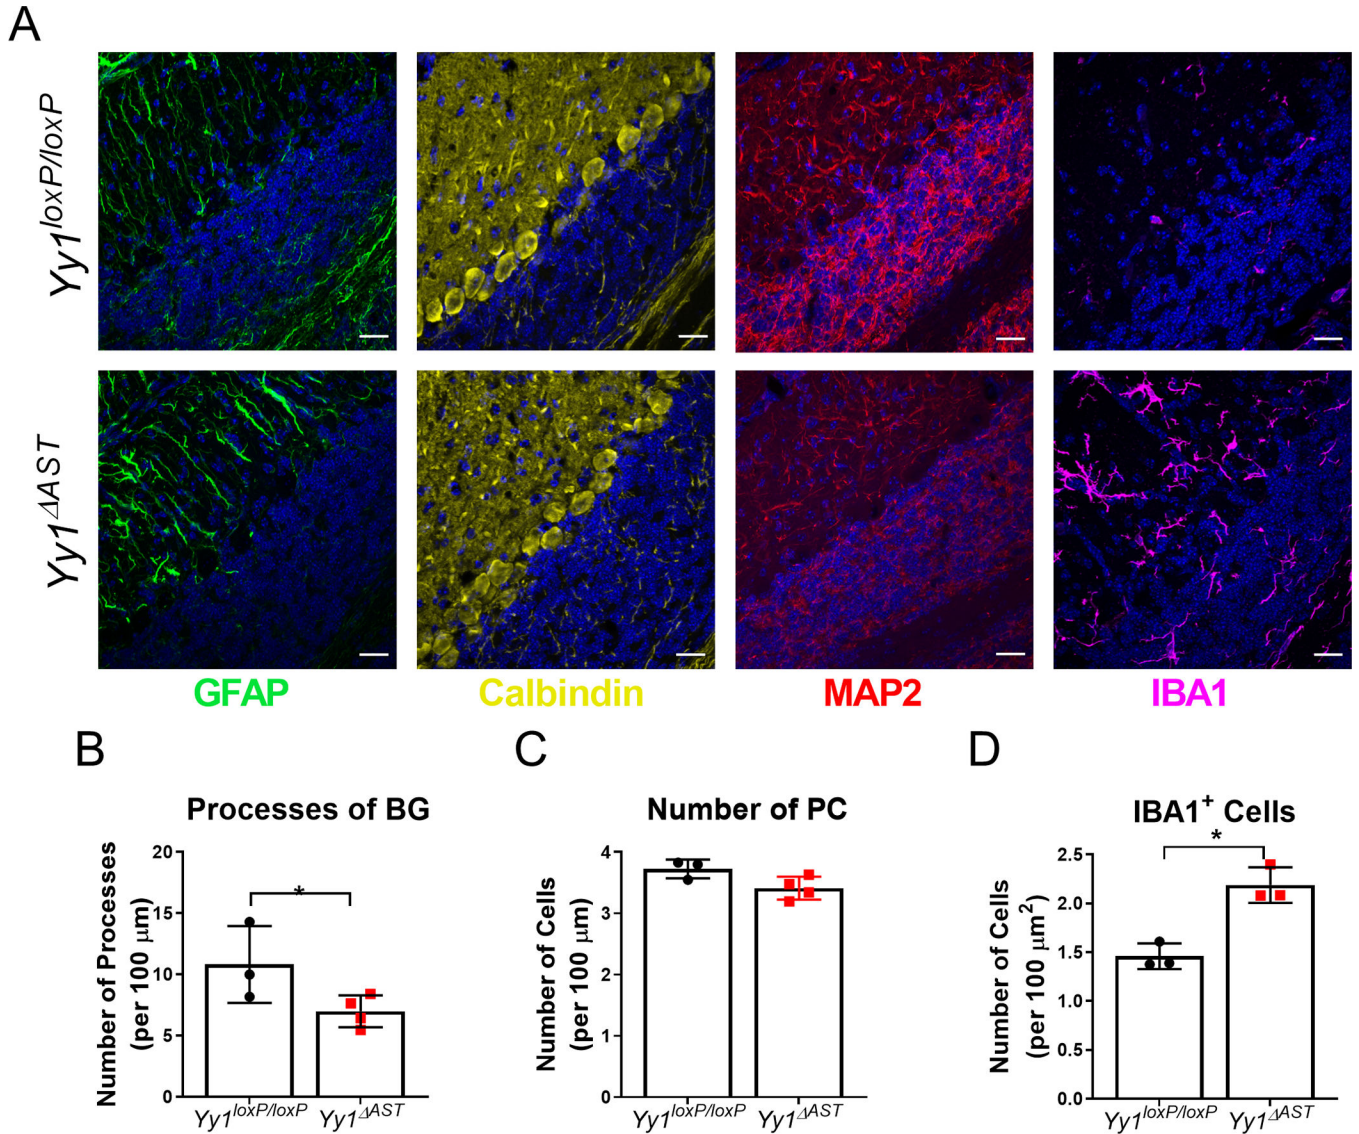 A
Yy1loxP/loxP
Yy1ΔAST
GFAP Calbindin MAP2 IBA1
B
Processes of BG
Number of Processes
(per 100 μm)
20
15
10
5
0
*
Yy1loxP/loxP Yy1ΔAST
C
Number of PC
Number of Cells
(per 100 μm)
4
3
2
1
0
Yy1loxP/loxP Yy1ΔAST
D
IBA1+ Cells
Number of Cells
(per 100 μm2)
2.5
2.0
1.5
1.0
0.5
0.0
*
Yy1loxP/loxP Yy1ΔAST